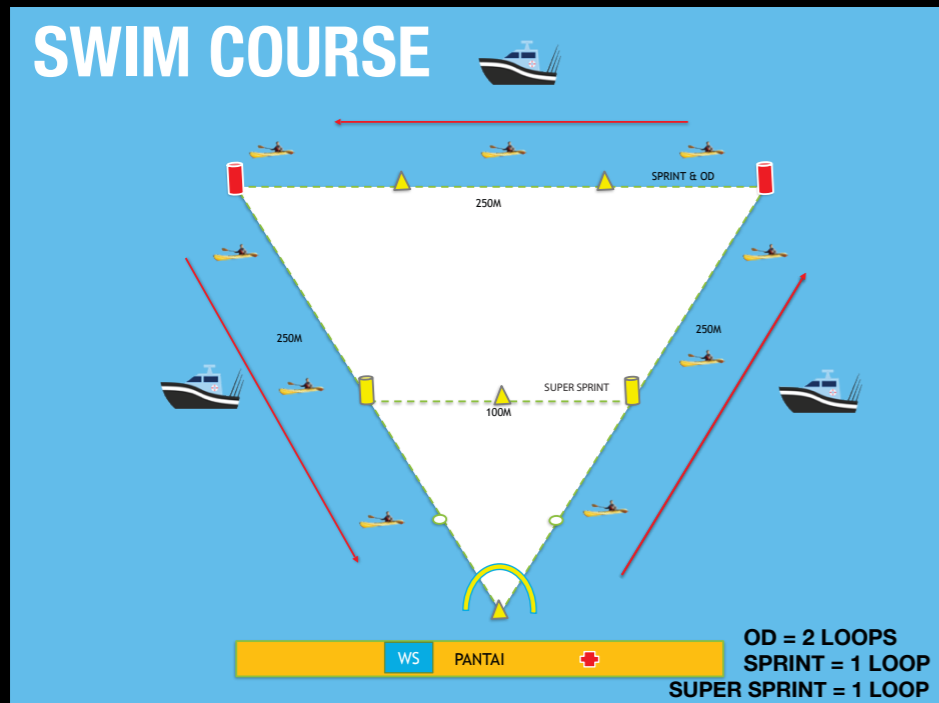 SWIM COURSE
SPRINT & OD
250M
250M
250M
SUPER SPRINT
100M
WS
PANTAI
OD = 2 LOOPS
SPRINT = 1 LOOP
SUPER SPRINT = 1 LOOP